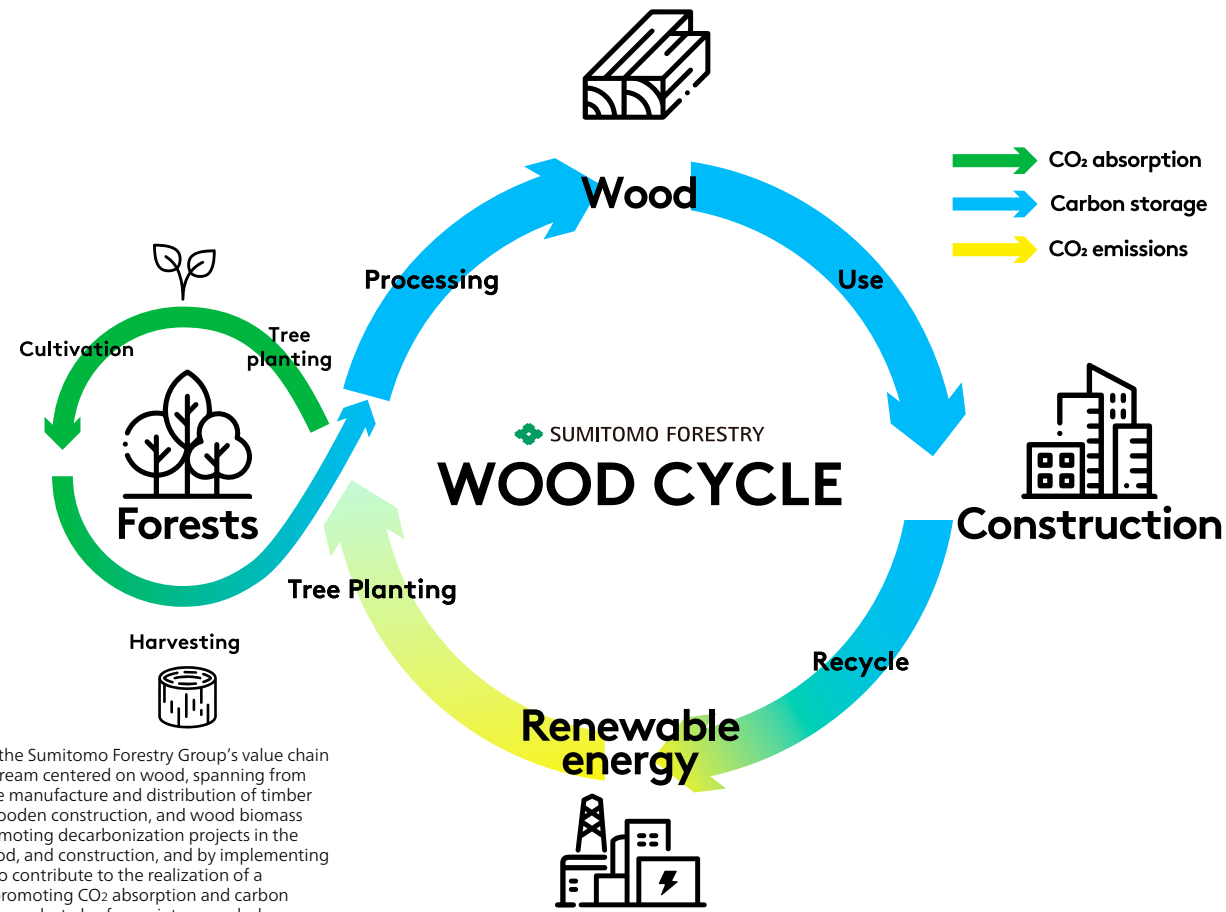 Wood
CO₂ absorption
Carbon storage
CO₂ emissions
Processing
Use
Cultivation
Tree
planting
SUMITOMO FORESTRY
WOOD CYCLE
Forests
Construction
Tree Planting
Harvesting
Recycle
Renewable
energy
the Sumitomo Forestry Group's value chain
ream centered on wood, spanning from
e manufacture and distribution of timber
ooden construction, and wood biomass
moting decarbonization projects in the
od, and construction, and by implementing
o contribute to the realization of a
romoting CO2 absorption and carbon